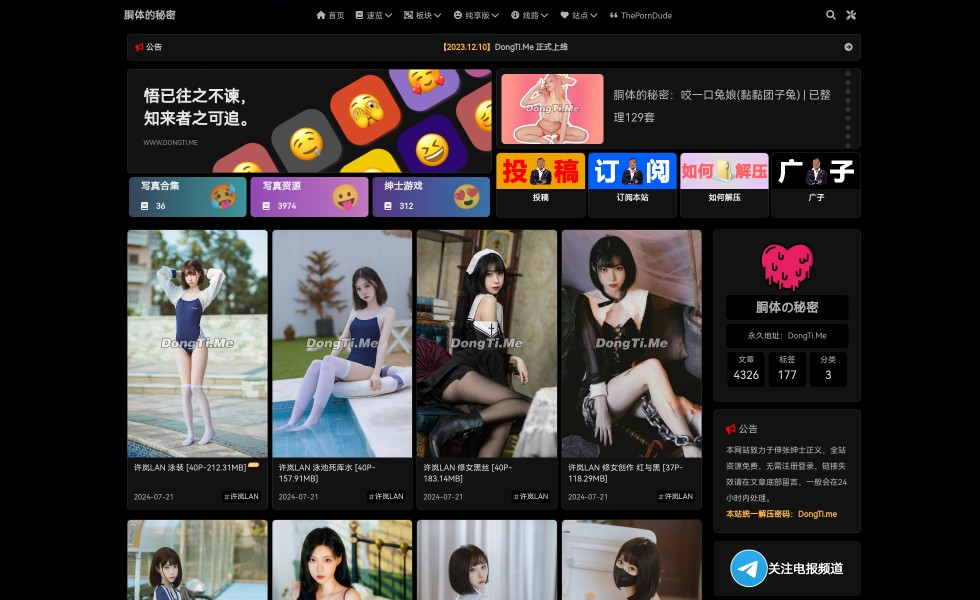 胴体的秘密
首页
速览
板块
纯享版
线路
站点
ThePornDude
公告
【2023.12.10】DongTi.Me 正式上线
悟已往之不谏，
知来者之可追。
WWW.DONGTI.ME
DongTi.Me
胴体的秘密：咬一口兔娘(黏黏团子兔) | 已整
理129套
写真合集
36
写真资源
3974
绅士游戏
312
投稿
订阅
如何解压
广子
投稿
订阅本站
如何解压
广子
DongTi.Me
DongTi.Me
DongTi.Me
DongTi.Me
许岚LAN 泳装 [40P-212.31MB]
2024-07-21
#许岚LAN
许岚LAN 泳池死库水 [40P-
157.91MB]
2024-07-21
#许岚LAN
许岚LAN 修女黑丝 [40P-
183.14MB]
2024-07-21
#许岚LAN
许岚LAN 修女创作 红与黑 [37P-
118.29MB]
2024-07-21
#许岚LAN
胴体の秘密
永久地址：DongTi.Me
文章
4326
标签
177
分类
3
公告
本网站致力于伸张绅士正义，全站
资源免费，无需注册登录，链接失
效请在文章底部留言，一般会在24
小时内处理。
本站统一解压密码：DongTi.me
关注电报频道